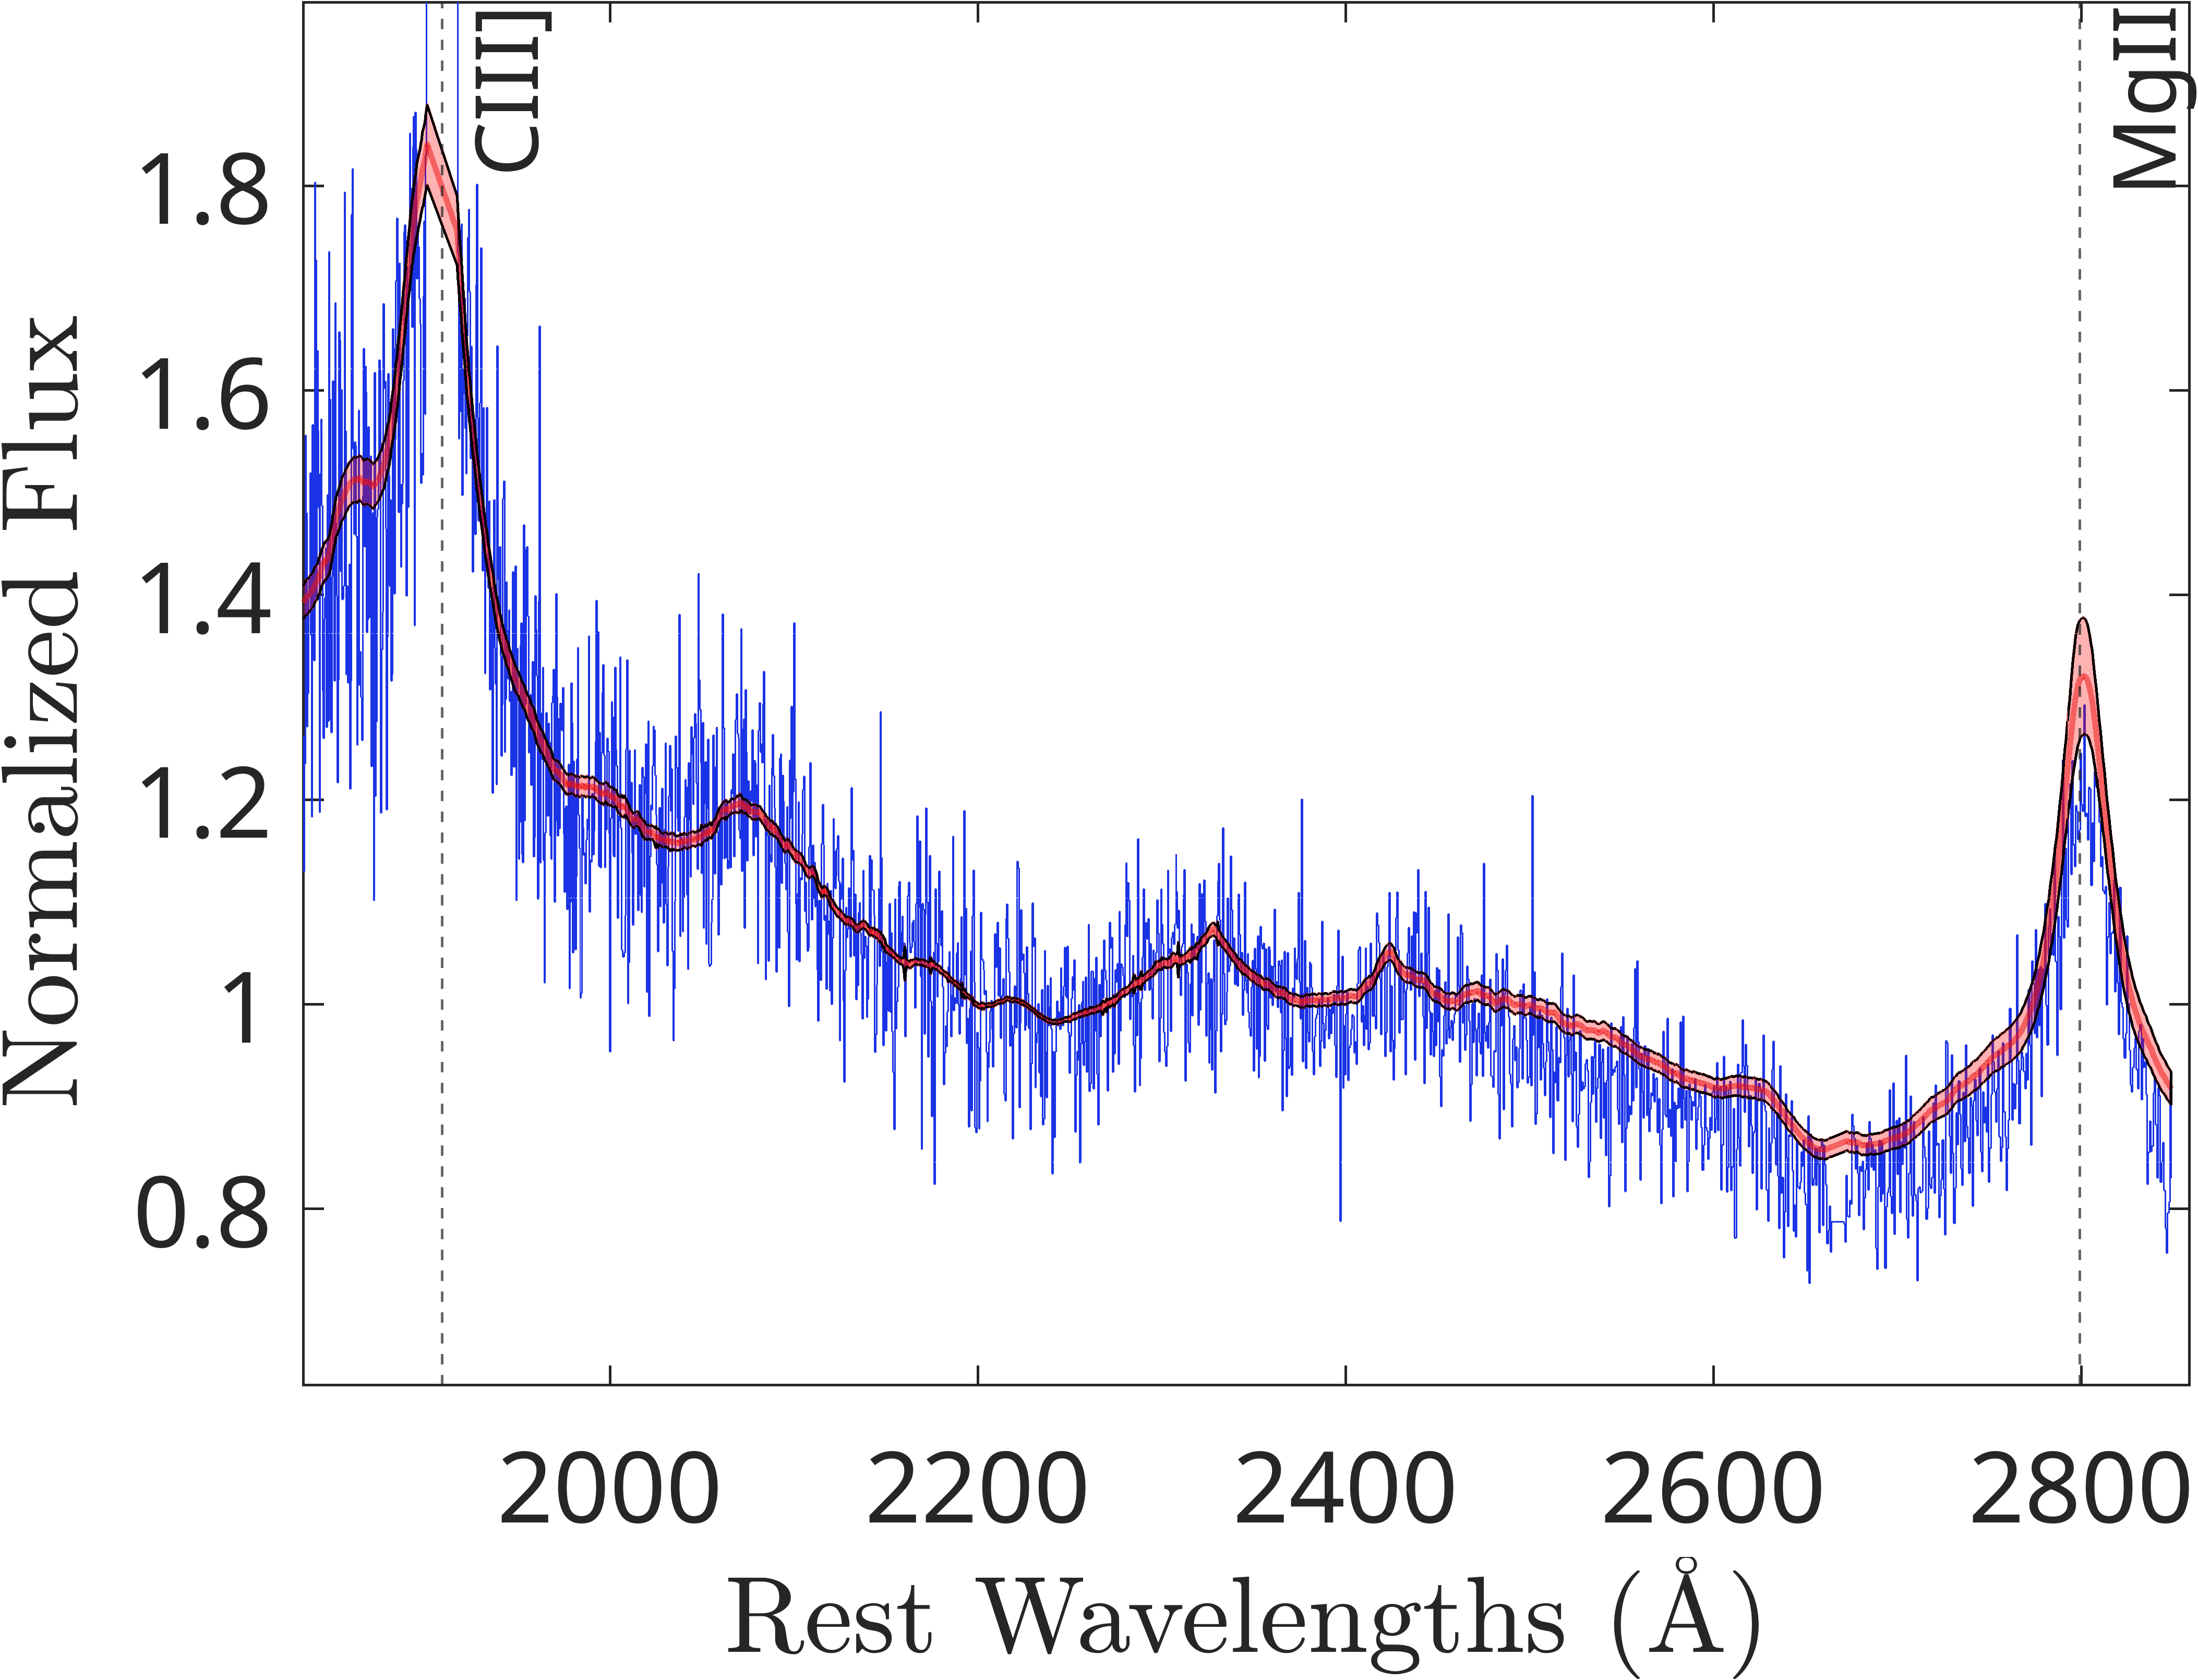 CIII]
MgII
Normalized Flux
1.8
1.6
1.4
1.2
1
0.8
2000
2200
2400
2600
2800
Rest Wavelengths (Å)